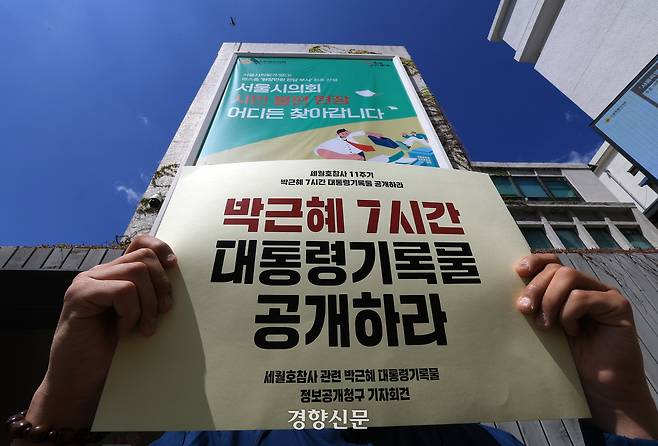 서울시의회
시민 불편 현장
어디든 찾아갑니다
세월호참사 11주기
박근혜 7시간 대통령기록물 공개하라
박근혜 7시간
대통령기록물
공개하라
세월호참사 관련 박근혜 대통령기록물
정보공개청구 기자회견
경향신문